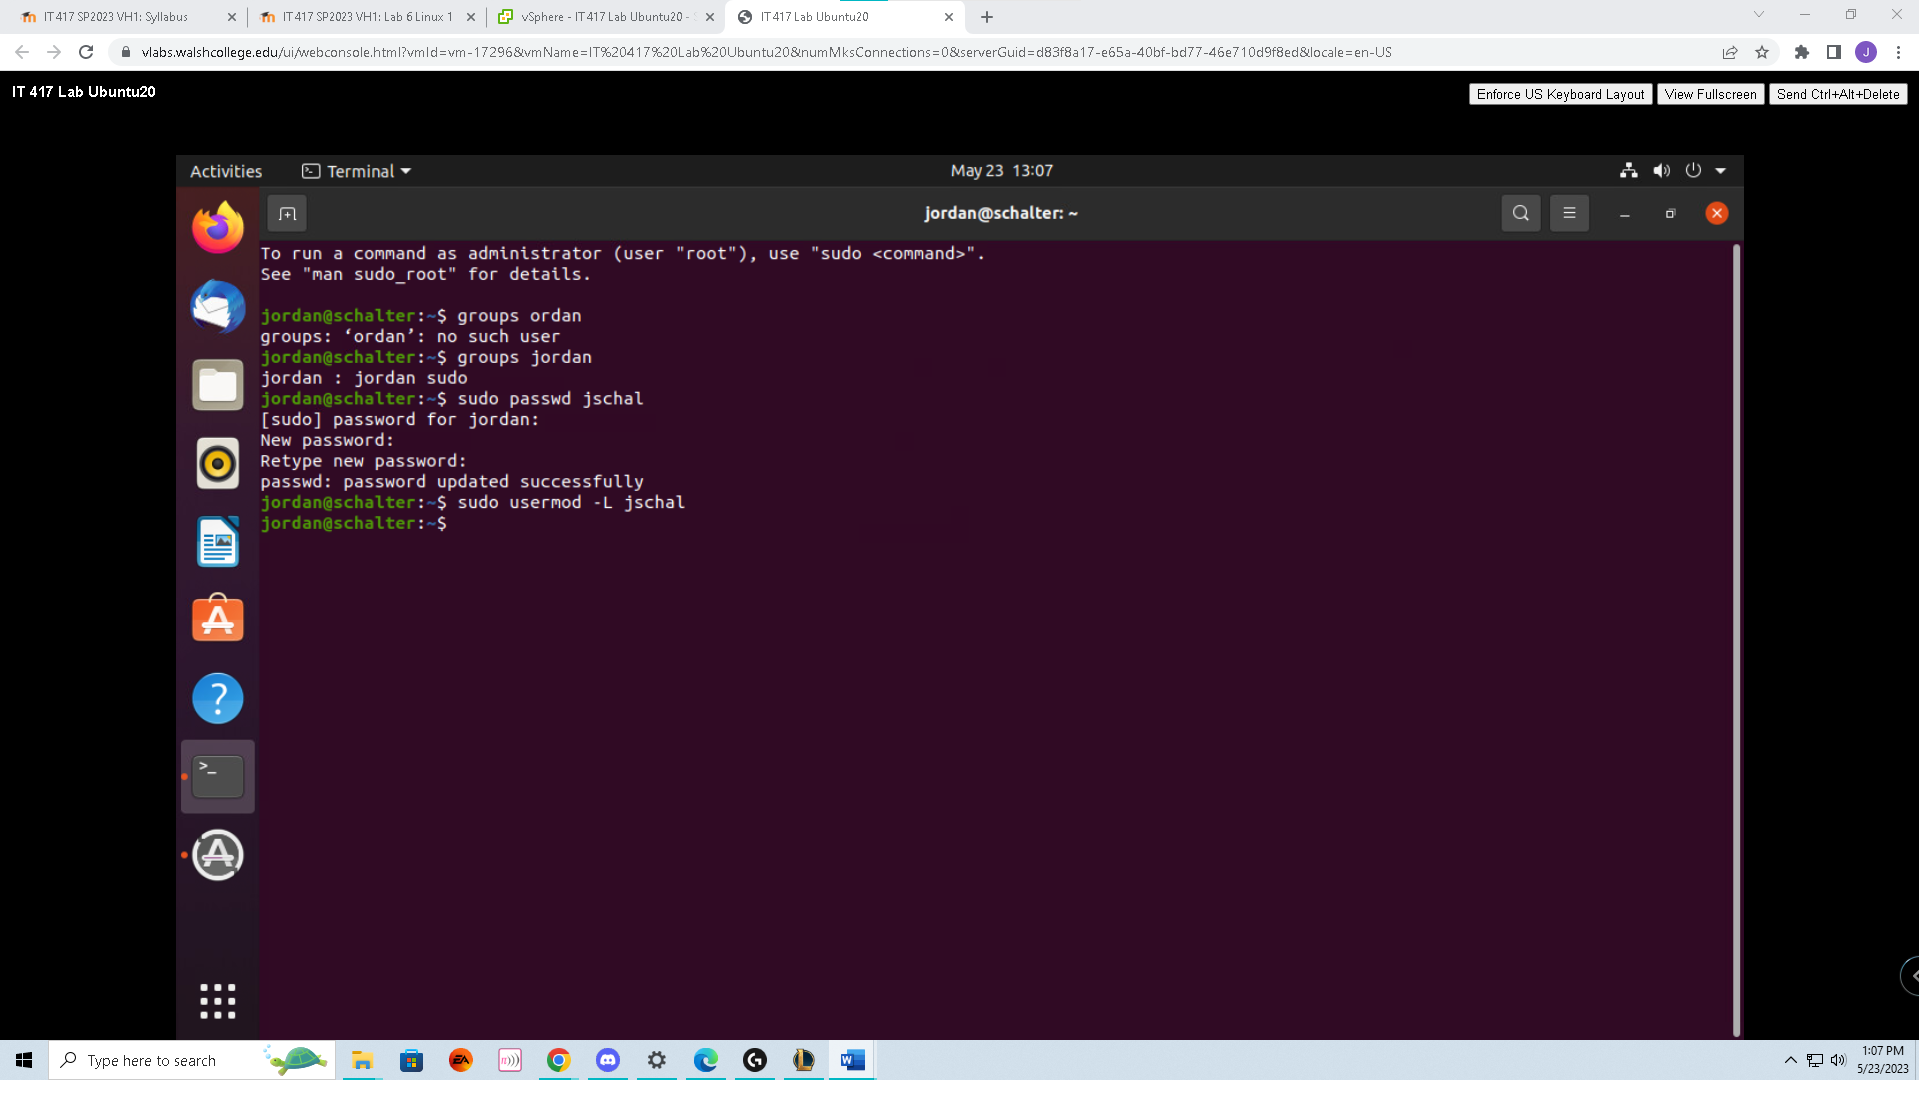 IT417 SP2023 VH1: Syllabus
IT417 SP2023 VH1: Lab 6 Linux 1
vSphere - IT417 Lab Ubuntu20 -
IT417 Lab Ubuntu20
vlabs.walshcollege.edu/ui/webconsole.html?vmId=vm-17296&vmName=IT%20417%20Lab%20Ubuntu20&numMksConnections=0&serverGuid=d83f8a17-e65a-40bf-bd77-46e710d9f8ed&locale=en-US
J
IT 417 Lab Ubuntu20
Enforce US Keyboard Layout
View Fullscreen
Send Ctrl+Alt+Delete
Activities
Terminal
May 23 13:07
jordan@schalter: ~
To run a command as administrator (user "root"), use "sudo <command>".
See "man sudo_root" for details.
jordan@schalter:~$ groups ordan
groups: ‘ordan’: no such user
jordan@schalter:~$ groups jordan
jordan : jordan sudo
jordan@schalter:~$ sudo passwd jschal
[sudo] password for jordan:
New password:
Retype new password:
passwd: password updated successfully
jordan@schalter:~$ sudo usermod -L jschal
jordan@schalter:~$
Type here to search
1:07 PM
5/23/2023